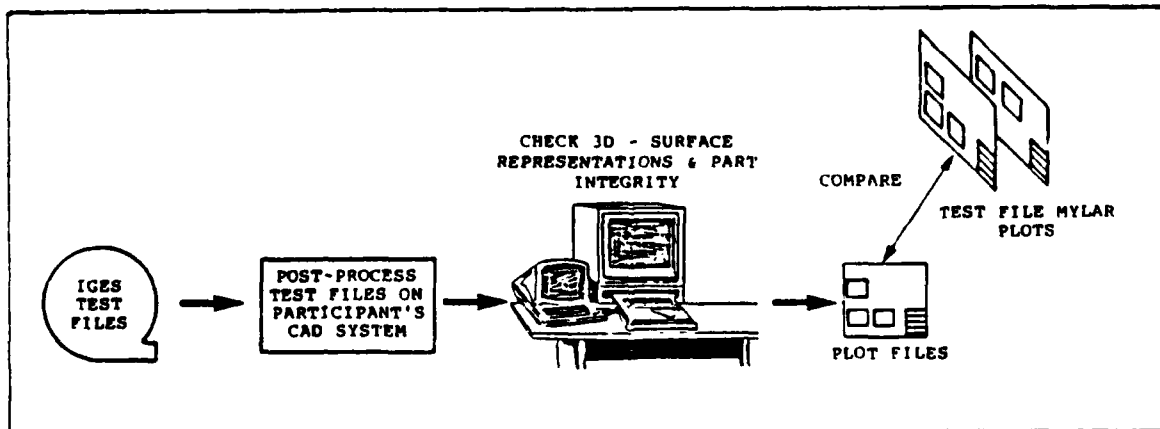 IGES
TEST
FILES
POST-PROCESS
TEST FILES ON
PARTICIPANT'S
CAD SYSTEM
CHECK 3D - SURFACE
REPRESENTATIONS & PART
INTEGRITY
COMPARE
TEST FILE MYLAR
PLOTS
PLOT FILES